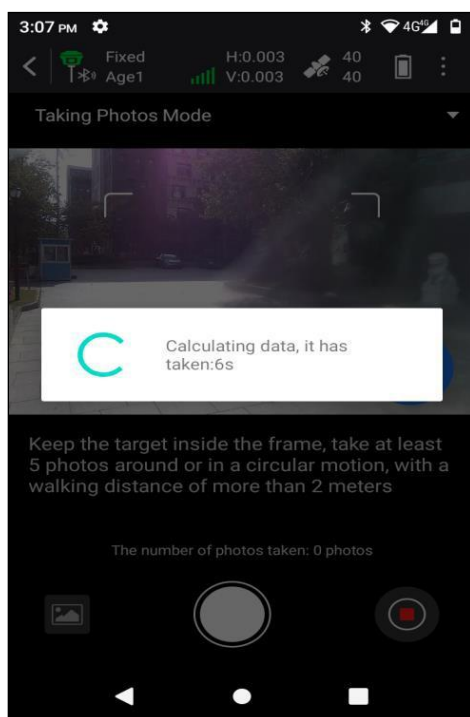 3:07 PM 4G 4G
Fixed H:0.003 40
Age1 V:0.003 40
Taking Photos Mode
Calculating data, it has
taken:6s
Keep the target inside the frame, take at least
5 photos around or in a circular motion, with a
walking distance of more than 2 meters
The number of photos taken: 0 photos